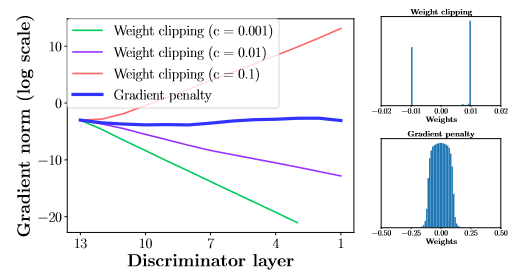 Gradient norm (log scale)
10
0
−10
−20
Weight clipping (c = 0.001)
Weight clipping (c = 0.01)
Weight clipping (c = 0.1)
Gradient penalty
13
10
7
4
1
Discriminator layer
Weight clipping
−0.02
−0.01
0.00
0.01
0.02
Weights
Gradient penalty
−0.50
−0.25
0.00
0.25
0.50
Weights